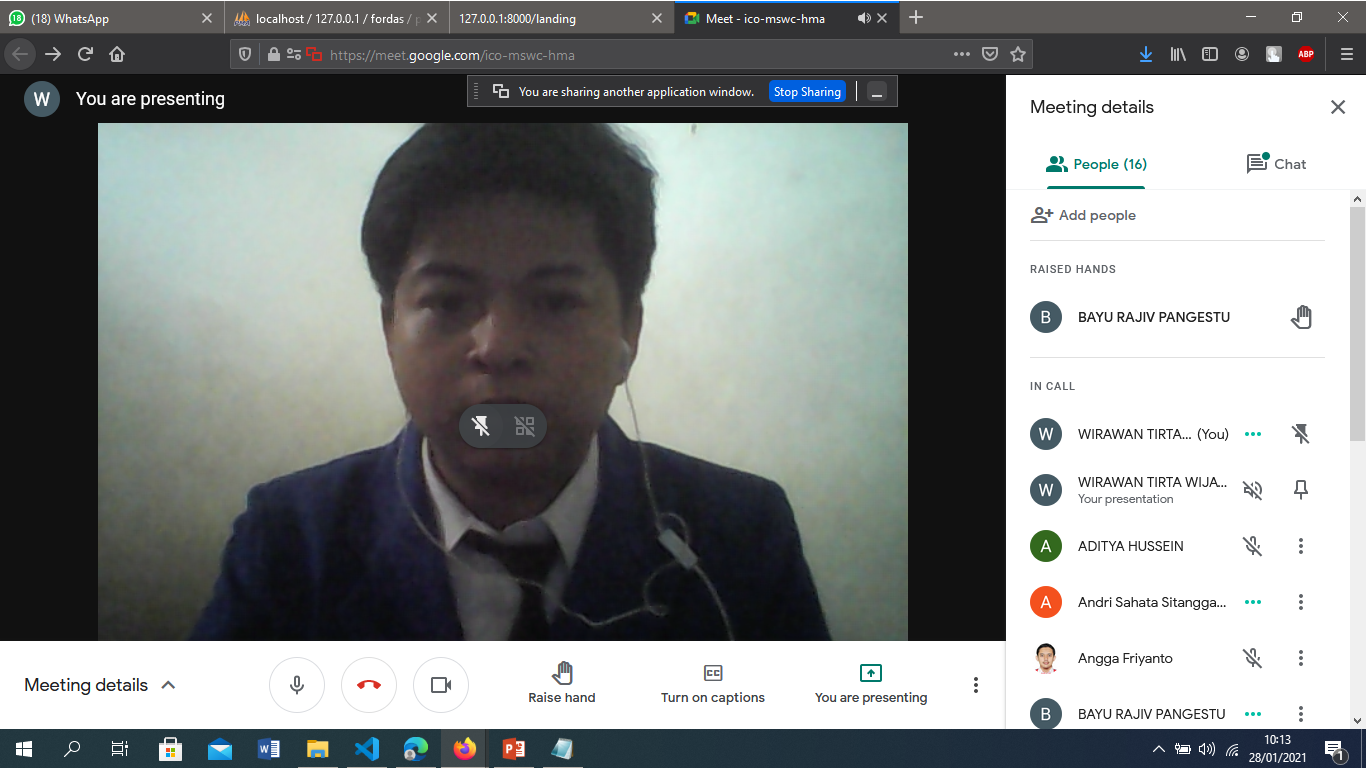 (18) WhatsApp
localhost / 127.0.0.1 / fordas / p
127.0.0.1:8000/landing
Meet - ico-mswc-hma
https://meet.google.com/ico-mswc-hma
ABP
W
You are presenting
You are sharing another application window.
Stop Sharing
Meeting details
People (16)
Chat
Add people
RAISED HANDS
B
BAYU RAJIV PANGESTU
IN CALL
W
WIRAWAN TIRTA... (You)
W
WIRAWAN TIRTA WIJA...
Your presentation
A
ADITYA HUSSEIN
A
Andri Sahata Sitangga...
Angga Friyanto
B
BAYU RAJIV PANGESTU
Meeting details
Raise hand
Turn on captions
You are presenting
10:13
28/01/2021
1